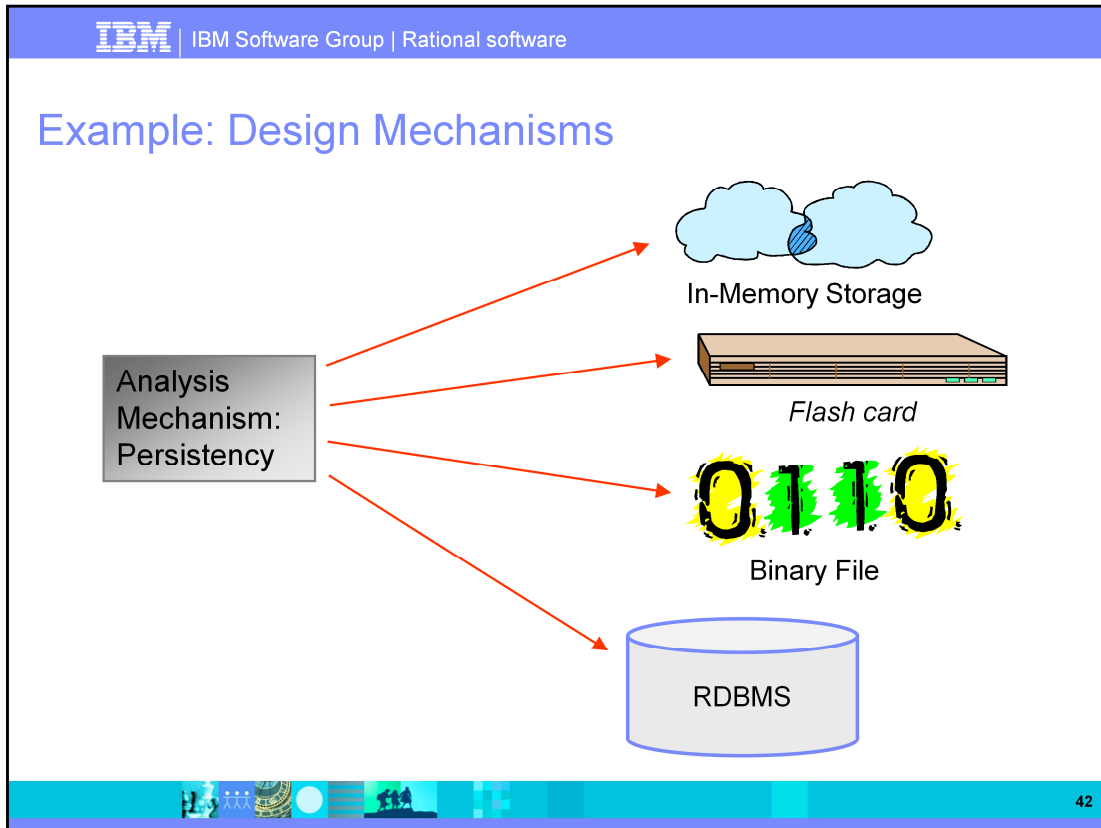 IBM | IBM Software Group | Rational software
Example: Design Mechanisms
In-Memory Storage
Analysis
Mechanism:
Persistency
Flash card
0110
Binary File
RDBMS
42